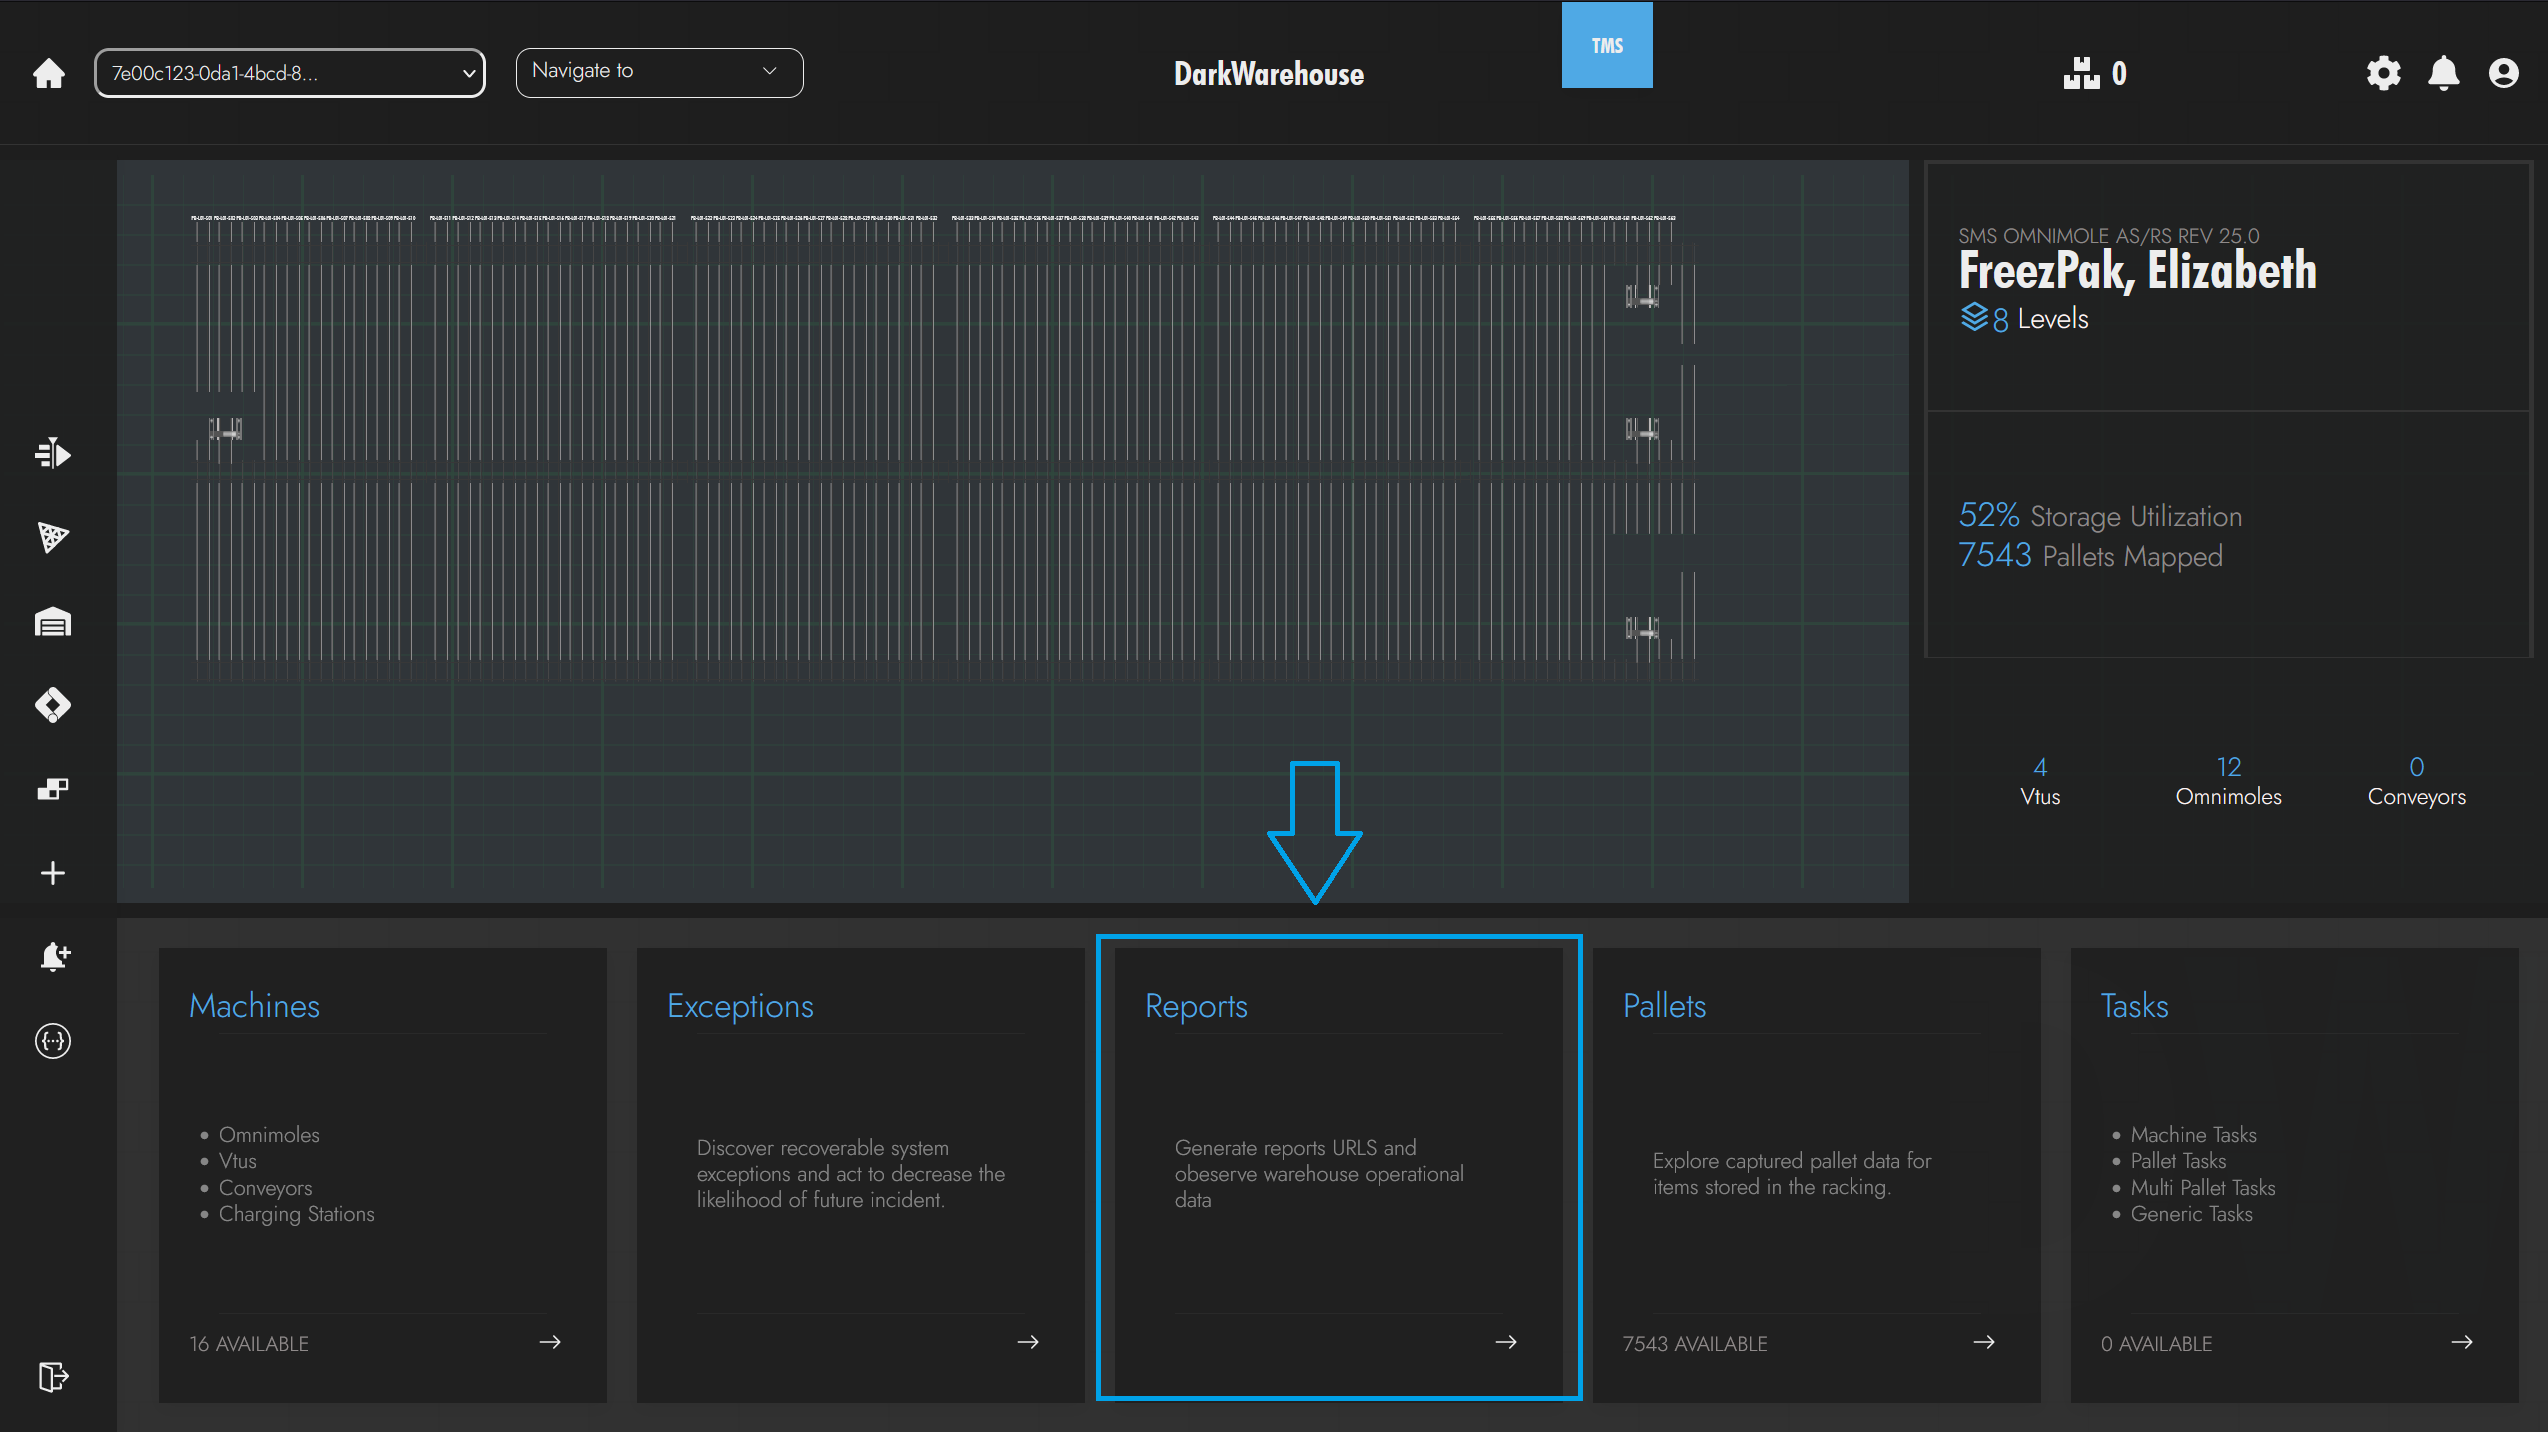 7e00c123-0da1-4bcd-8...
Navigate to
DarkWarehouse
TMS
0
SMS OMNIMOLE AS/RS REV 25.0
FreezPak, Elizabeth
8 Levels
52% Storage Utilization
7543 Pallets Mapped
4
Vtus
12
Omnimoles
0
Conveyors
Machines
Omnimoles
Vtus
Conveyors
Charging Stations
16 AVAILABLE
Exceptions
Discover recoverable system
exceptions and act to decrease the
likelihood of future incident.
Reports
Generate reports URLS and
obeserve warehouse operational
data
Pallets
Explore captured pallet data for
items stored in the racking.
7543 AVAILABLE
Tasks
Machine Tasks
Pallet Tasks
Multi Pallet Tasks
Generic Tasks
0 AVAILABLE